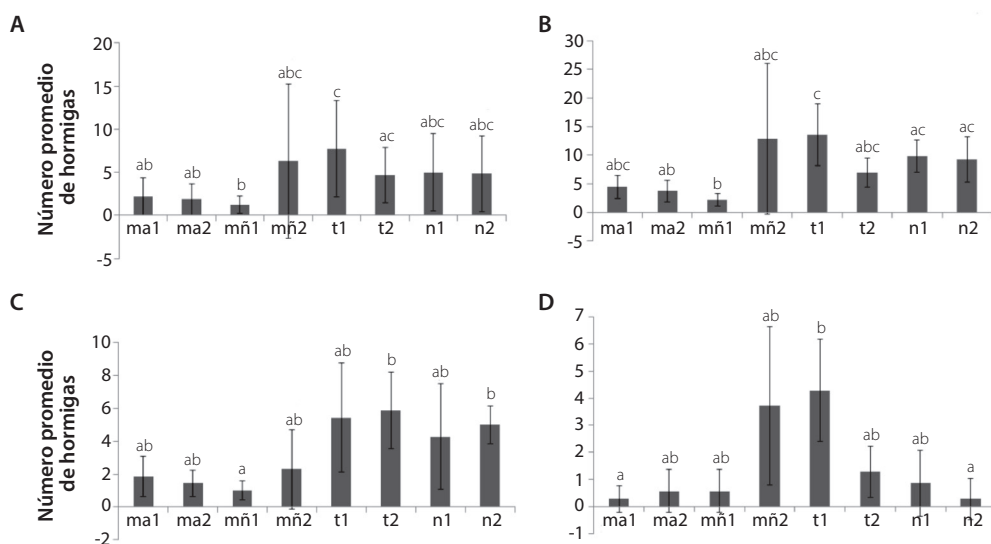 A
Número promedio
de hormigas
20
15
10
5
0
-5
ab
ab
b
abc
c
ac
abc
abc
ma1 ma2 mñ1 mñ2 t1 t2 n1 n2
B
30
25
20
15
10
5
0
-5
abc
ab
b
abc
c
abc
ac
ac
ma1 ma2 mñ1 mñ2 t1 t2 n1 n2
C
Número promedio
de hormigas
10
8
6
4
2
0
-2
ab
ab
a
ab
ab
b
ab
b
ma1 ma2 mñ1 mñ2 t1 t2 n1 n2
D
7
6
5
4
3
2
1
0
-1
a
ab
ab
ab
b
ab
ab
a
ma1 ma2 mñ1 mñ2 t1 t2 n1 n2